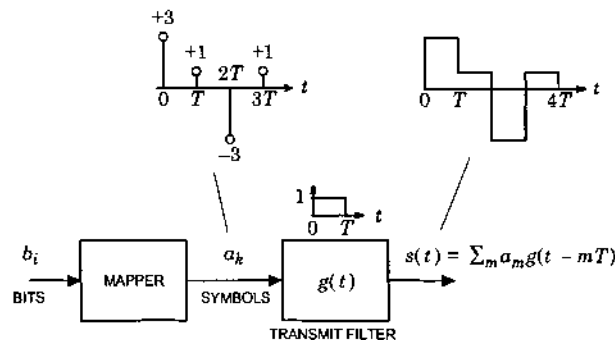 +3
+1 2T +1
t
0 T 3T
−3
t
0 T 4T
1
t
0 T
b_i
BITS
MAPPER
a_k
SYMBOLS
g(t)
TRANSMIT FILTER
s(t) = ∑_m a_m g(t − mT)